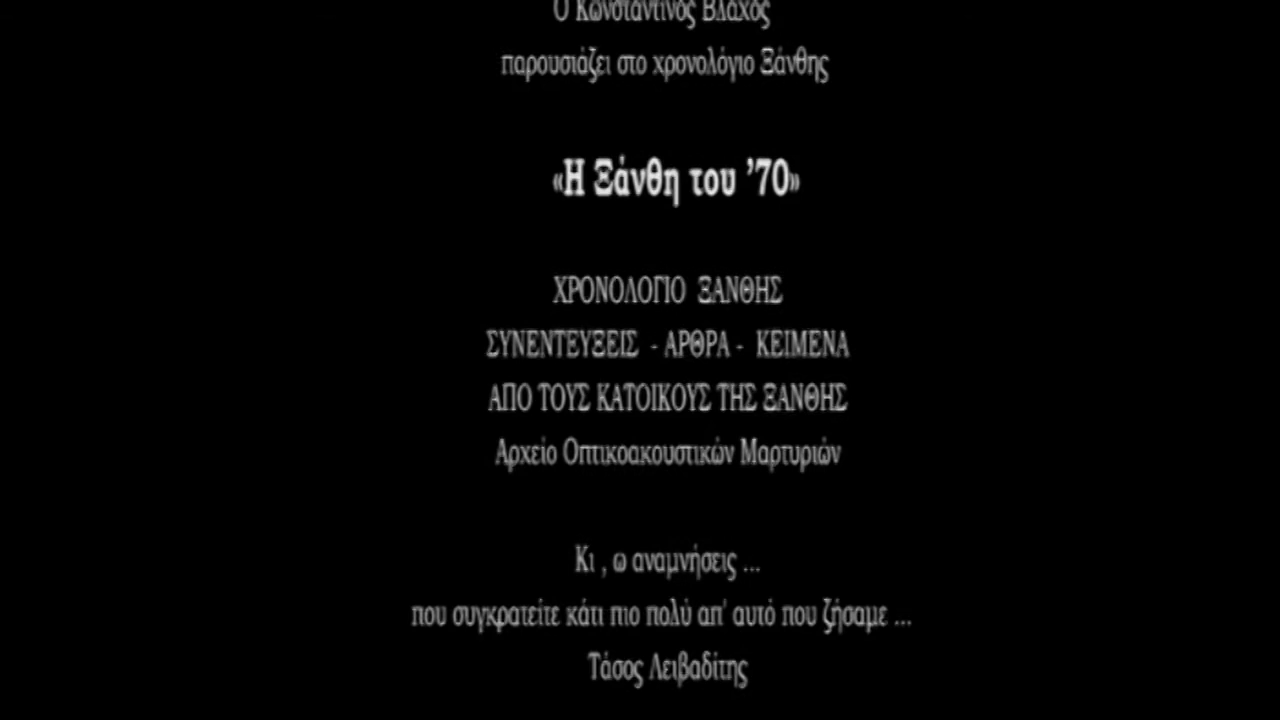 Ο Κωνσταντίνος Βλάχος
παρουσιάζει στο χρονολόγιο Ξάνθης
«Η Ξάνθη του ’70»
ΧΡΟΝΟΛΟΓΙΟ ΞΑΝΘΗΣ
ΣΥΝΕΝΤΕΥΞΕΙΣ - ΑΡΘΡΑ - ΚΕΙΜΕΝΑ
ΑΠΟ ΤΟΥΣ ΚΑΤΟΙΚΟΥΣ ΤΗΣ ΞΑΝΘΗΣ
Αρχείο Οπτικοακουστικών Μαρτυριών
Κι , ω αναμνήσεις ...
που συγκρατείτε κάτι πιο πολύ απ' αυτό που ζήσαμε ...
Τάσος Λειβαδίτης